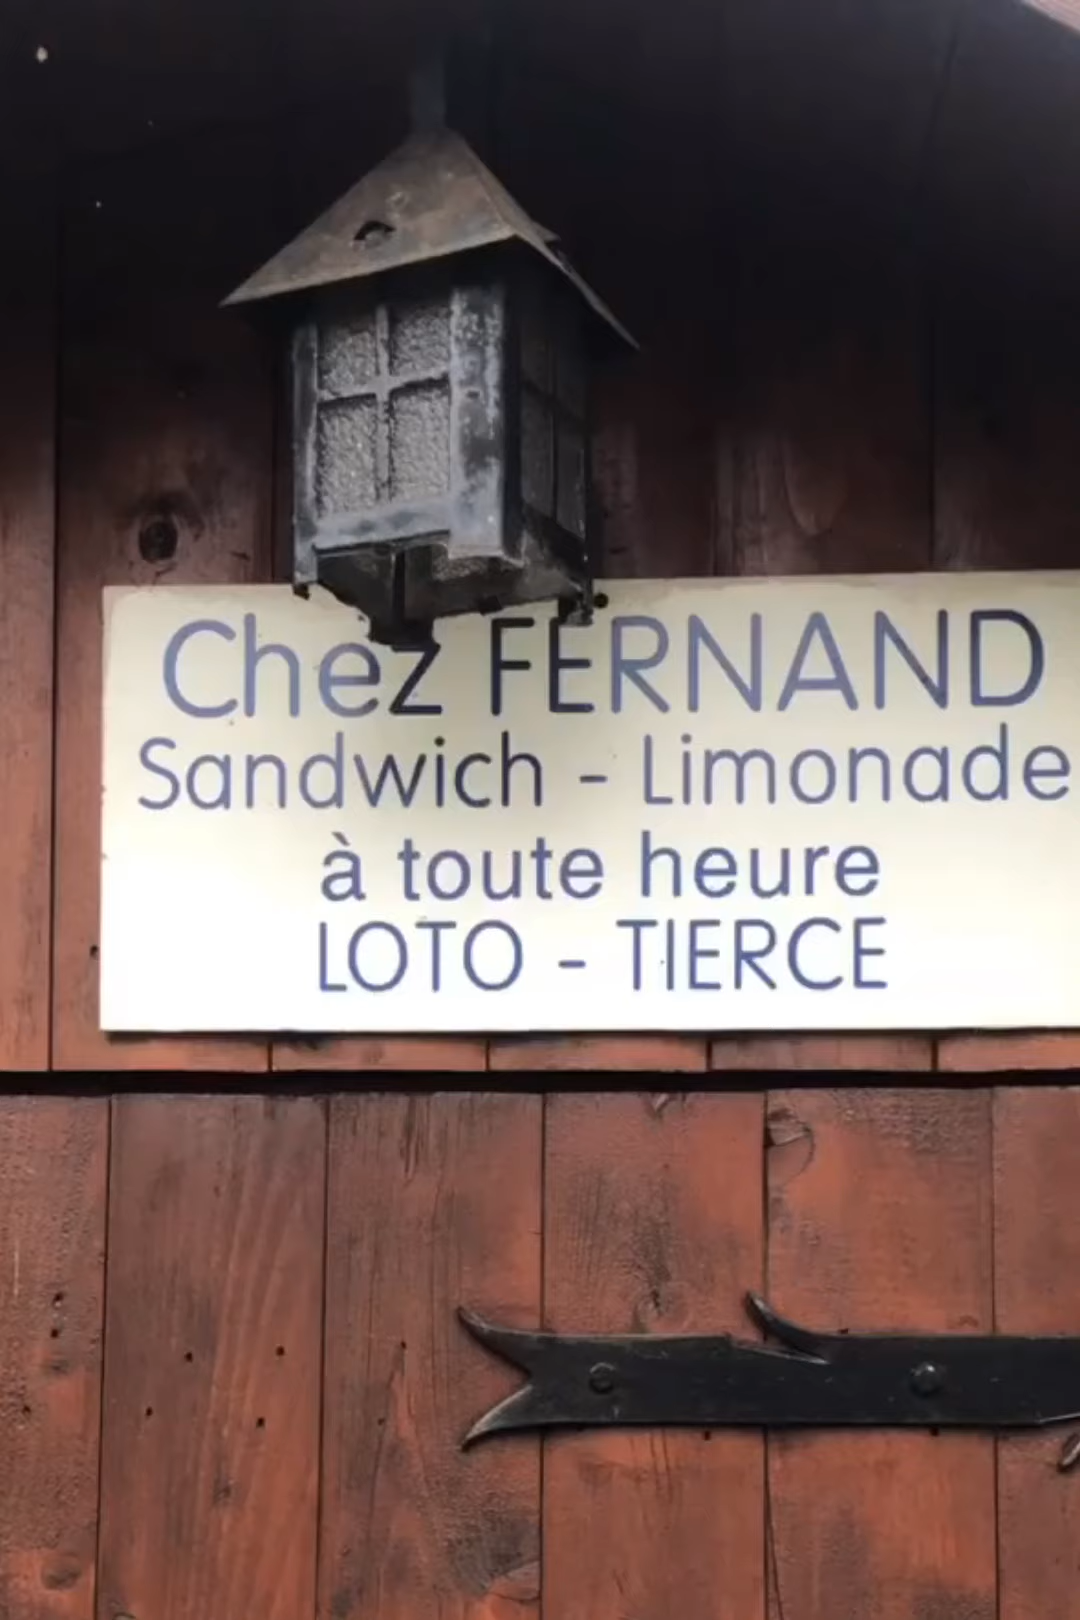 Chez FERNAND
Sandwich - Limonade
à toute heure
LOTO - TIERCE